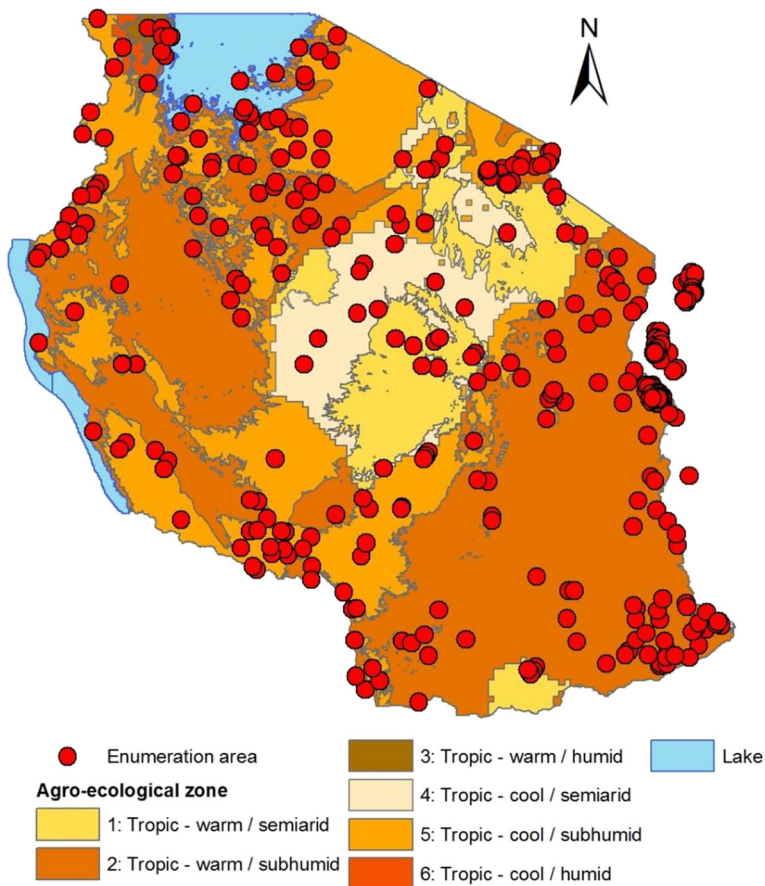 N
Enumeration area
Agro-ecological zone
1: Tropic - warm / semiarid
2: Tropic - warm / subhumid
3: Tropic - warm / humid
4: Tropic - cool / semiarid
5: Tropic - cool / subhumid
6: Tropic - cool / humid
Lake